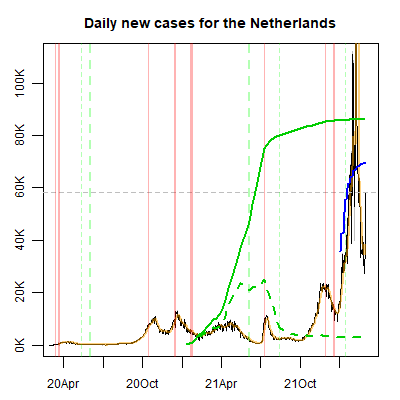 Daily new cases for the Netherlands
100K
80K
60K
40K
20K
0K
20Apr
20Oct
21Apr
21Oct